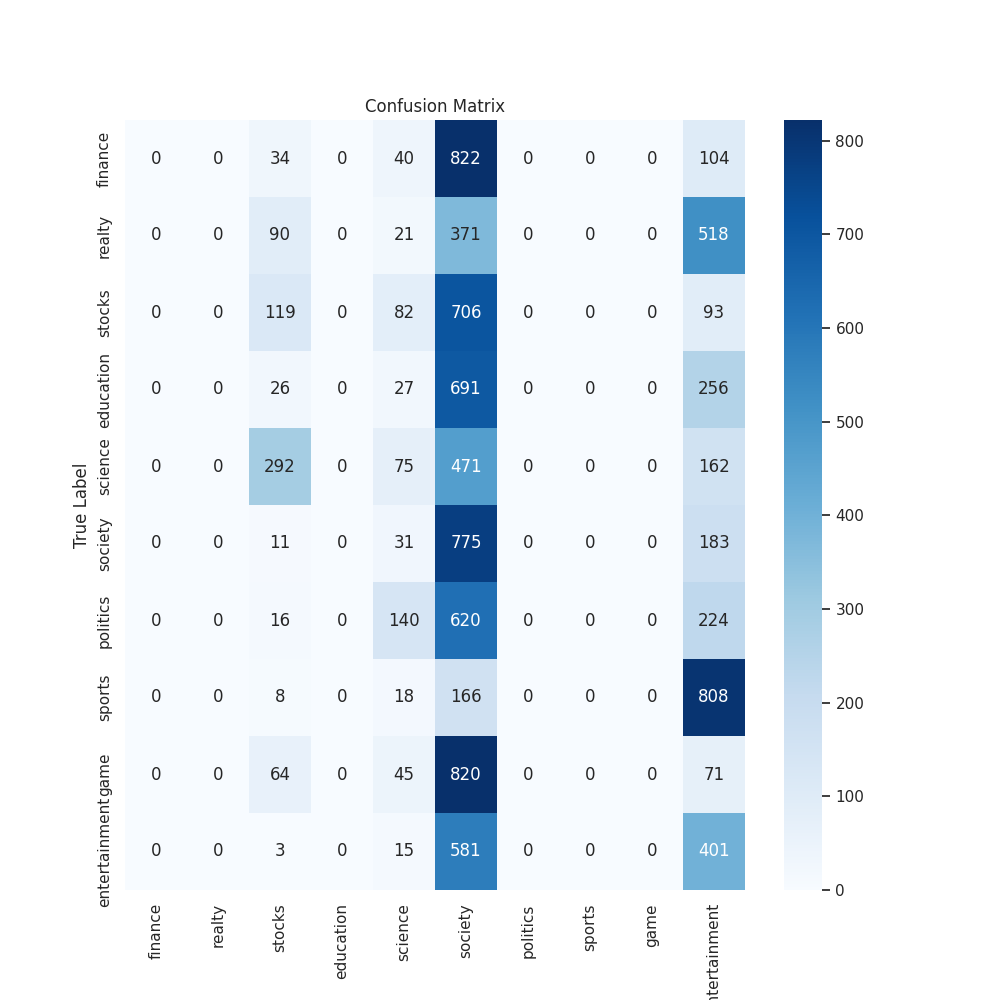 Confusion Matrix
True Label
finance 0 0 34 0 40 822 0 0 0 104
realty 0 0 90 0 21 371 0 0 0 518
stocks 0 0 119 0 82 706 0 0 0 93
education 0 0 26 0 27 691 0 0 0 256
science 0 0 292 0 75 471 0 0 0 162
society 0 0 11 0 31 775 0 0 0 183
politics 0 0 16 0 140 620 0 0 0 224
sports 0 0 8 0 18 166 0 0 0 808
game 0 0 64 0 45 820 0 0 0 71
entertainment 0 0 3 0 15 581 0 0 0 401
finance realty stocks education science society politics sports game ntertainment
800
700
600
500
400
300
200
100
0